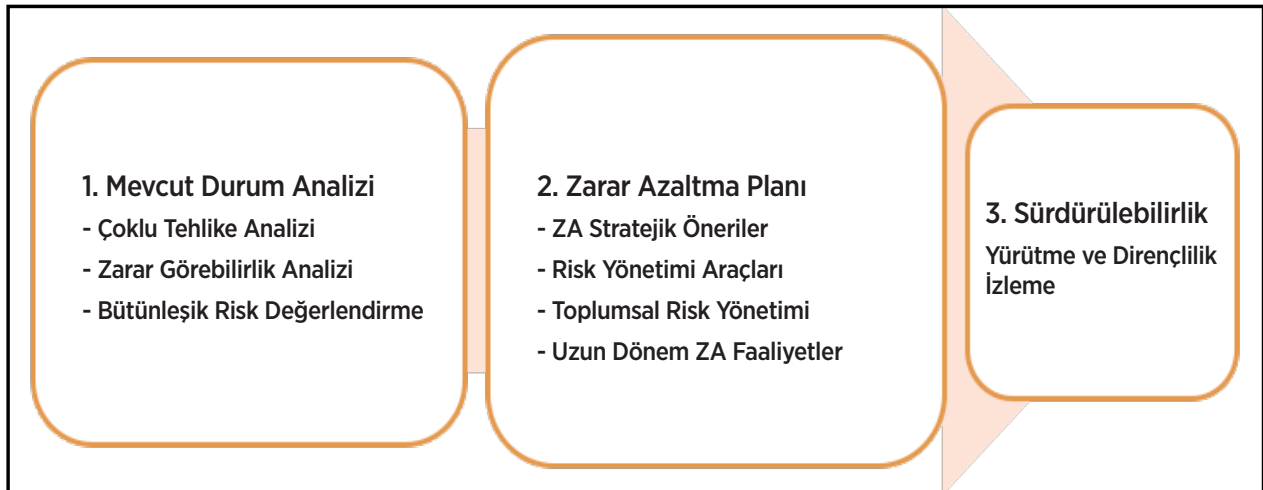 1. Mevcut Durum Analizi
- Çoklu Tehlike Analizi
- Zarar Görebilirlik Analizi
- Bütünleşik Risk Değerlendirme
2. Zarar Azaltma Planı
- ZA Stratejik Öneriler
- Risk Yönetimi Araçları
- Toplumsal Risk Yönetimi
- Uzun Dönem ZA Faaliyetler
3. Sürdürülebilirlik
Yürütme ve Dirençlilik
İzleme